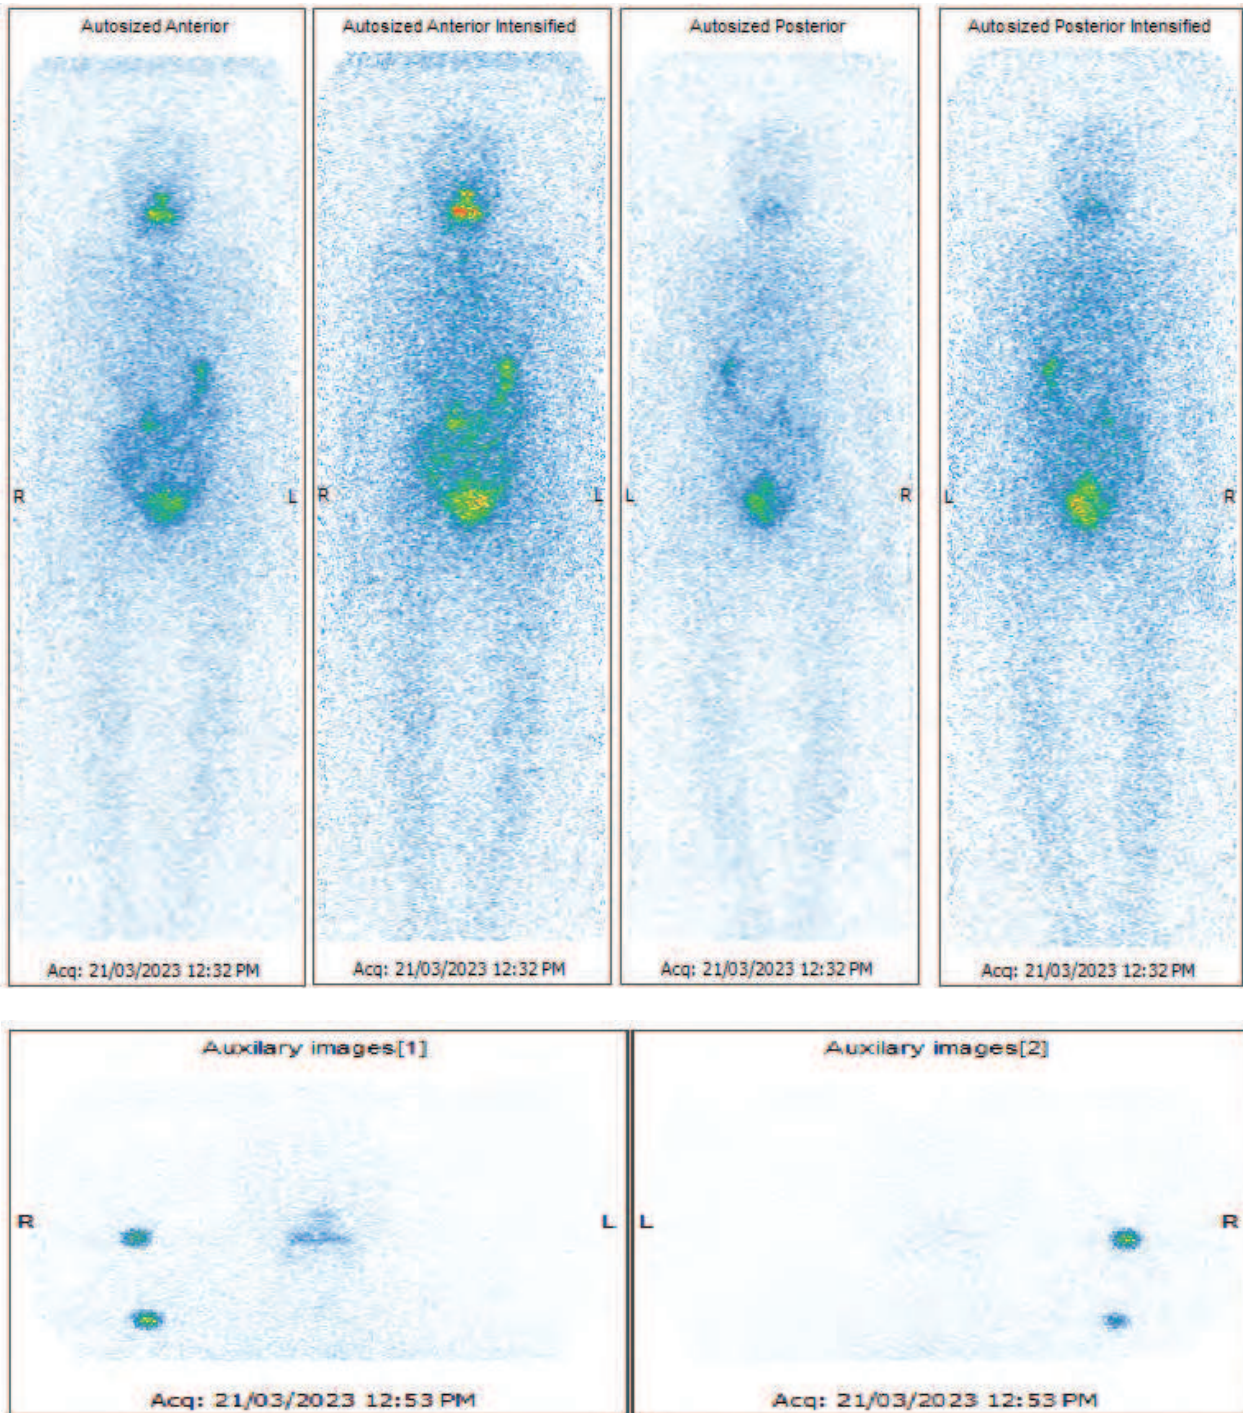 Autosized Anterior
Autosized Anterior Intensified
Autosized Posterior
Autosized Posterior Intensified
R
L
R
L
L
R
L
R
Acq: 21/03/2023 12:32 PM
Acq: 21/03/2023 12:32 PM
Acq: 21/03/2023 12:32 PM
Acq: 21/03/2023 12:32 PM
Auxilary images[1]
Auxilary images[2]
R
L
L
R
Acq: 21/03/2023 12:53 PM
Acq: 21/03/2023 12:53 PM